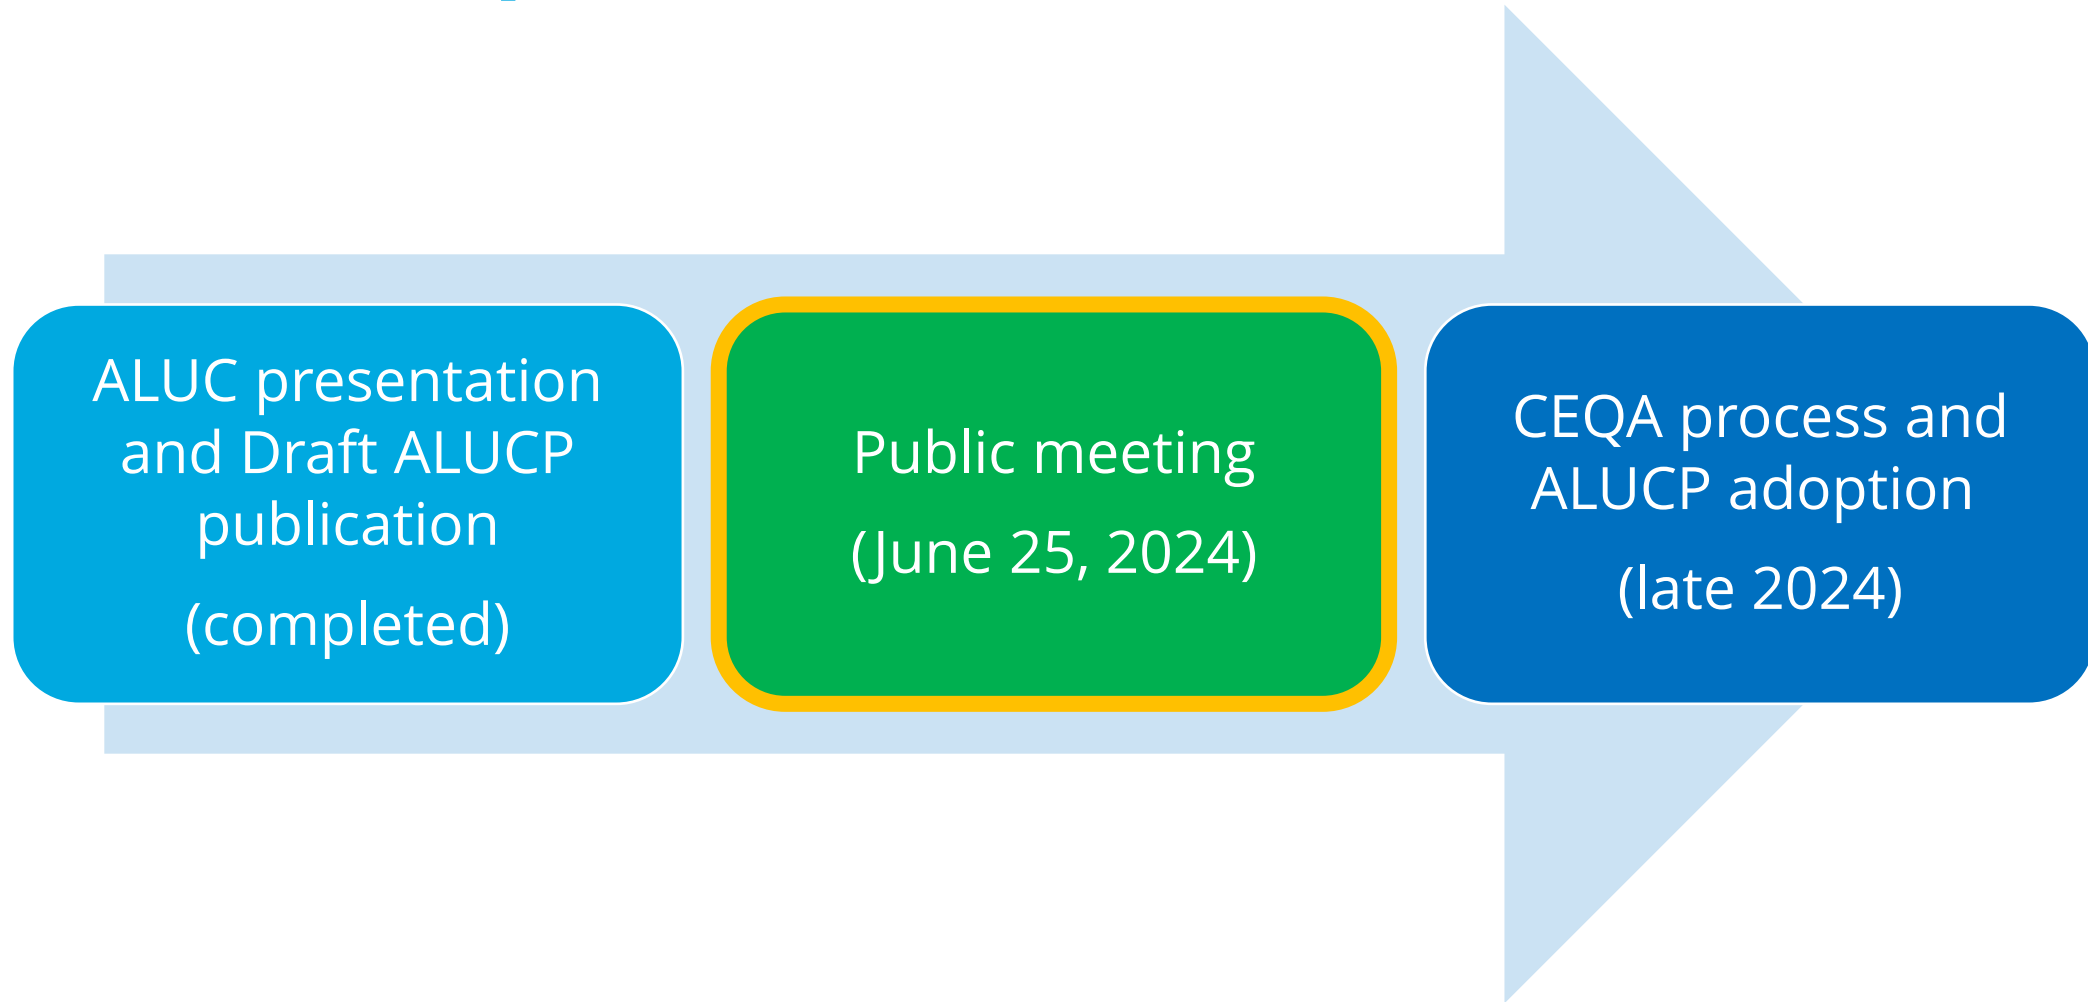 ALUC presentation
and Draft ALUCP
publication
(completed)
Public meeting
(June 25, 2024)
CEQA process and
ALUCP adoption
(late 2024)